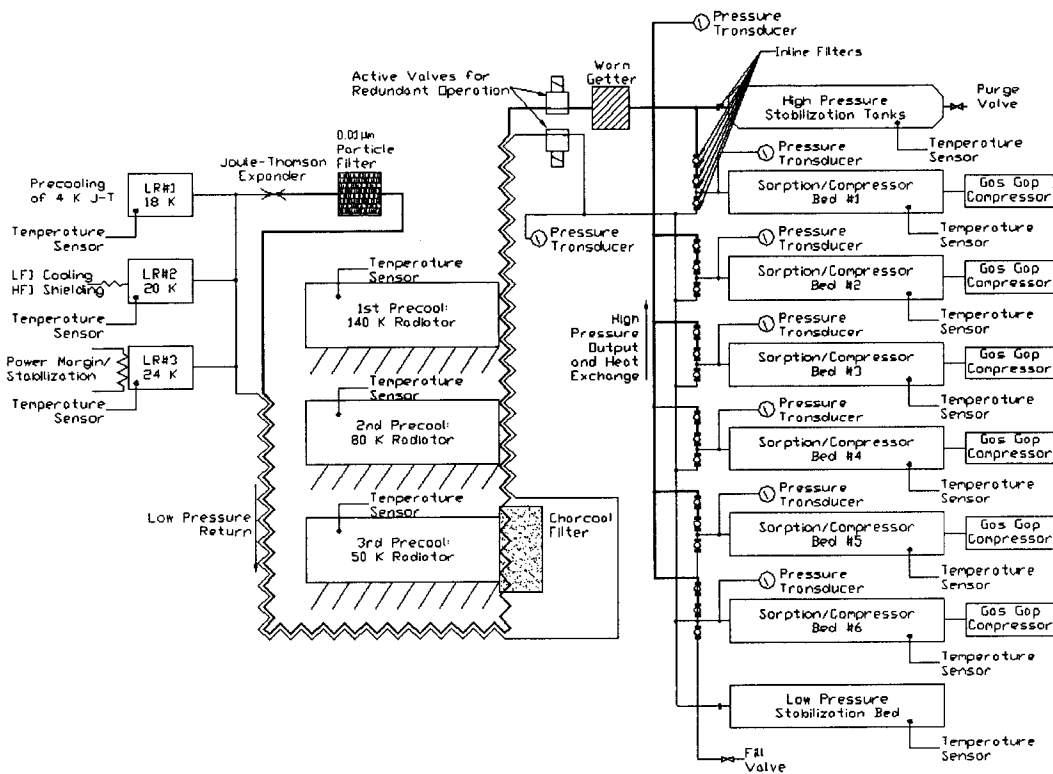 Pressure
Transducer
Inline Filters
Warm
Getter
Active Valves for
Redundant Operation
High Pressure
Stabilization Tanks
Purge
Valve
Temperature
Sensor
0.01µm
Particle
Filter
Joule-Thomson
Expander
Precooling
of 4 K J-T
LR#1
18 K
Temperature
Sensor
LFI Cooling
HFI Shielding
LR#2
20 K
Temperature
Sensor
Power Margin/
Stabilization
LR#3
24 K
Temperature
Sensor
Pressure
Transducer
Temperature
Sensor
1st Precool:
140 K Radiator
Temperature
Sensor
2nd Precool:
80 K Radiator
Temperature
Sensor
3rd Precool:
50 K Radiator
Charcoal
Filter
Low Pressure
Return
High
Pressure
Output
and Heat
Exchange
Pressure
Transducer
Sorption/Compressor
Bed #1
Gas Gap
Compressor
Temperature
Sensor
Pressure
Transducer
Sorption/Compressor
Bed #2
Gas Gap
Compressor
Temperature
Sensor
Pressure
Transducer
Sorption/Compressor
Bed #3
Gas Gap
Compressor
Temperature
Sensor
Pressure
Transducer
Sorption/Compressor
Bed #4
Gas Gap
Compressor
Temperature
Sensor
Pressure
Transducer
Sorption/Compressor
Bed #5
Gas Gap
Compressor
Temperature
Sensor
Pressure
Transducer
Sorption/Compressor
Bed #6
Gas Gap
Compressor
Temperature
Sensor
Low Pressure
Stabilization Bed
Temperature
Sensor
Fill
Valve